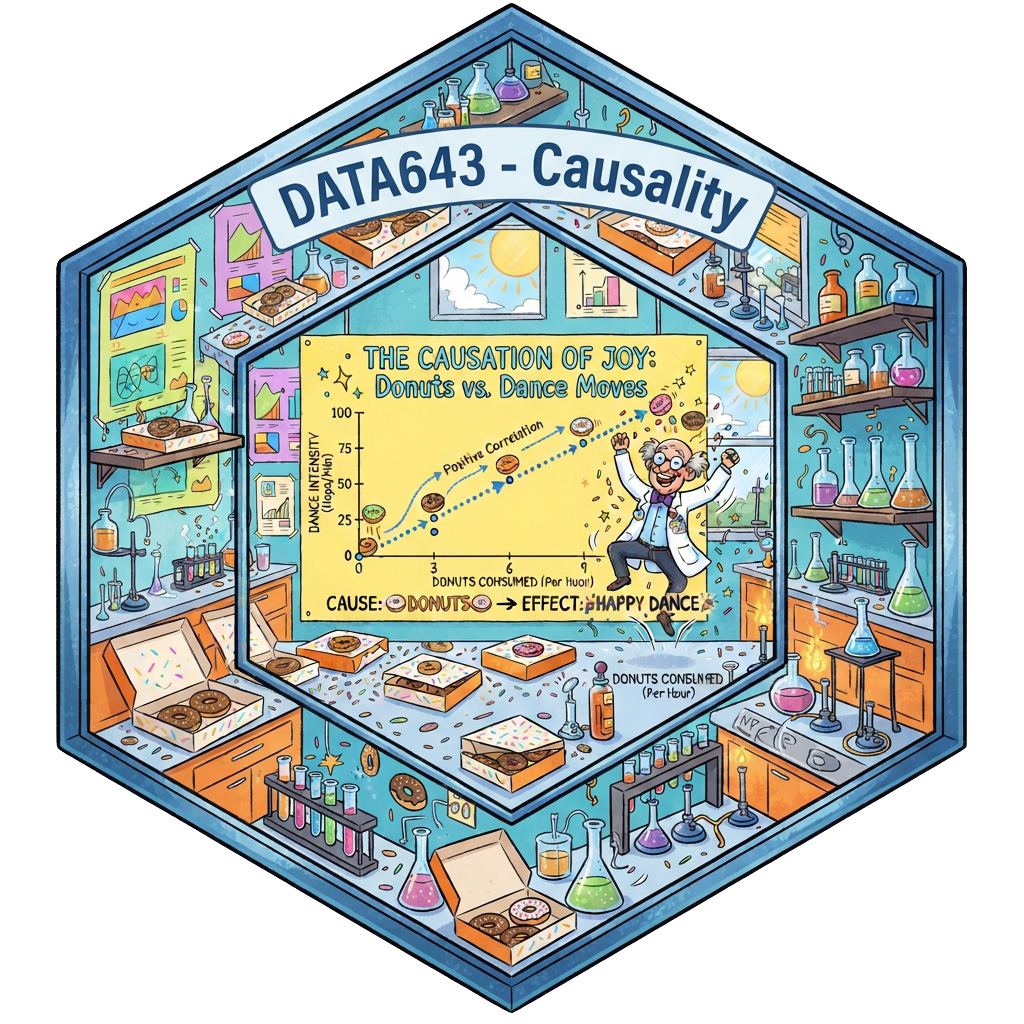 DATA643 - Causality
THE CAUSATION OF JOY:
Donuts vs. Dance Moves
100
75
50
25
0
DANCE INTENSITY
Positive Correlation
0
3
6
9
DONUTS CONSUMED (Per Hour)
CAUSE: DONUTS → EFFECT: HAPPY DANCE
DONUTS
(Per Hour)